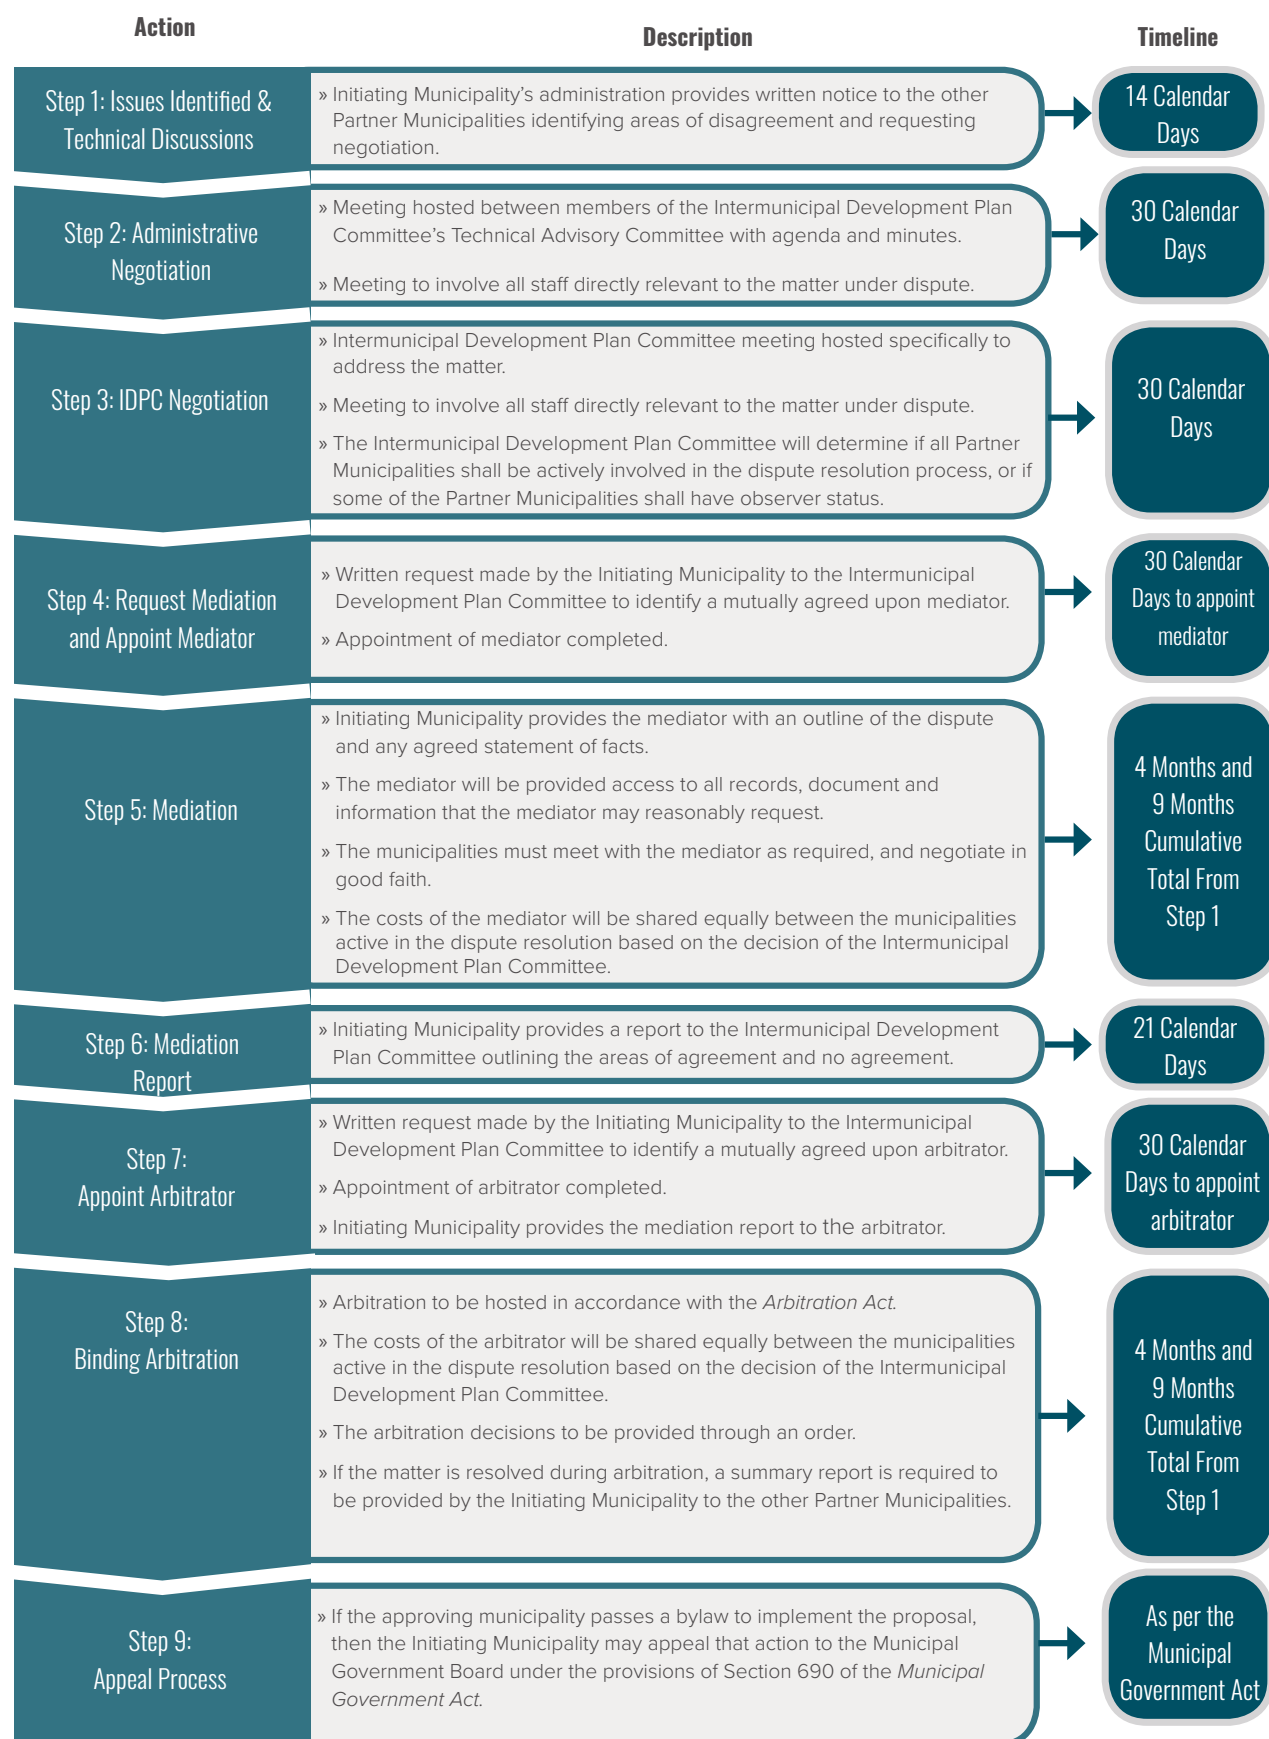 Action
Description
Timeline
Step 1: Issues Identified &
Technical Discussions
» Initiating Municipality’s administration provides written notice to the other
Partner Municipalities identifying areas of disagreement and requesting
negotiation.
14 Calendar
Days
Step 2: Administrative
Negotiation
» Meeting hosted between members of the Intermunicipal Development Plan
Committee’s Technical Advisory Committee with agenda and minutes.
» Meeting to involve all staff directly relevant to the matter under dispute.
30 Calendar
Days
Step 3: IDPC Negotiation
» Intermunicipal Development Plan Committee meeting hosted specifically to
address the matter.
» Meeting to involve all staff directly relevant to the matter under dispute.
» The Intermunicipal Development Plan Committee will determine if all Partner
Municipalities shall be actively involved in the dispute resolution process, or if
some of the Partner Municipalities shall have observer status.
30 Calendar
Days
Step 4: Request Mediation
and Appoint Mediator
» Written request made by the Initiating Municipality to the Intermunicipal
Development Plan Committee to identify a mutually agreed upon mediator.
» Appointment of mediator completed.
30 Calendar
Days to appoint
mediator
Step 5: Mediation
» Initiating Municipality provides the mediator with an outline of the dispute
and any agreed statement of facts.
» The mediator will be provided access to all records, document and
information that the mediator may reasonably request.
» The municipalities must meet with the mediator as required, and negotiate in
good faith.
» The costs of the mediator will be shared equally between the municipalities
active in the dispute resolution based on the decision of the Intermunicipal
Development Plan Committee.
4 Months and
9 Months
Cumulative
Total From
Step 1
Step 6: Mediation
Report
» Initiating Municipality provides a report to the Intermunicipal Development
Plan Committee outlining the areas of agreement and no agreement.
21 Calendar
Days
Step 7:
Appoint Arbitrator
» Written request made by the Initiating Municipality to the Intermunicipal
Development Plan Committee to identify a mutually agreed upon arbitrator.
» Appointment of arbitrator completed.
» Initiating Municipality provides the mediation report to the arbitrator.
30 Calendar
Days to appoint
arbitrator
Step 8:
Binding Arbitration
» Arbitration to be hosted in accordance with the Arbitration Act.
» The costs of the arbitrator will be shared equally between the municipalities
active in the dispute resolution based on the decision of the Intermunicipal
Development Plan Committee.
» The arbitration decisions to be provided through an order.
» If the matter is resolved during arbitration, a summary report is required to
be provided by the Initiating Municipality to the other Partner Municipalities.
4 Months and
9 Months
Cumulative
Total From
Step 1
Step 9:
Appeal Process
» If the approving municipality passes a bylaw to implement the proposal,
then the Initiating Municipality may appeal that action to the Municipal
Government Board under the provisions of Section 690 of the Municipal
Government Act.
As per the
Municipal
Government Act